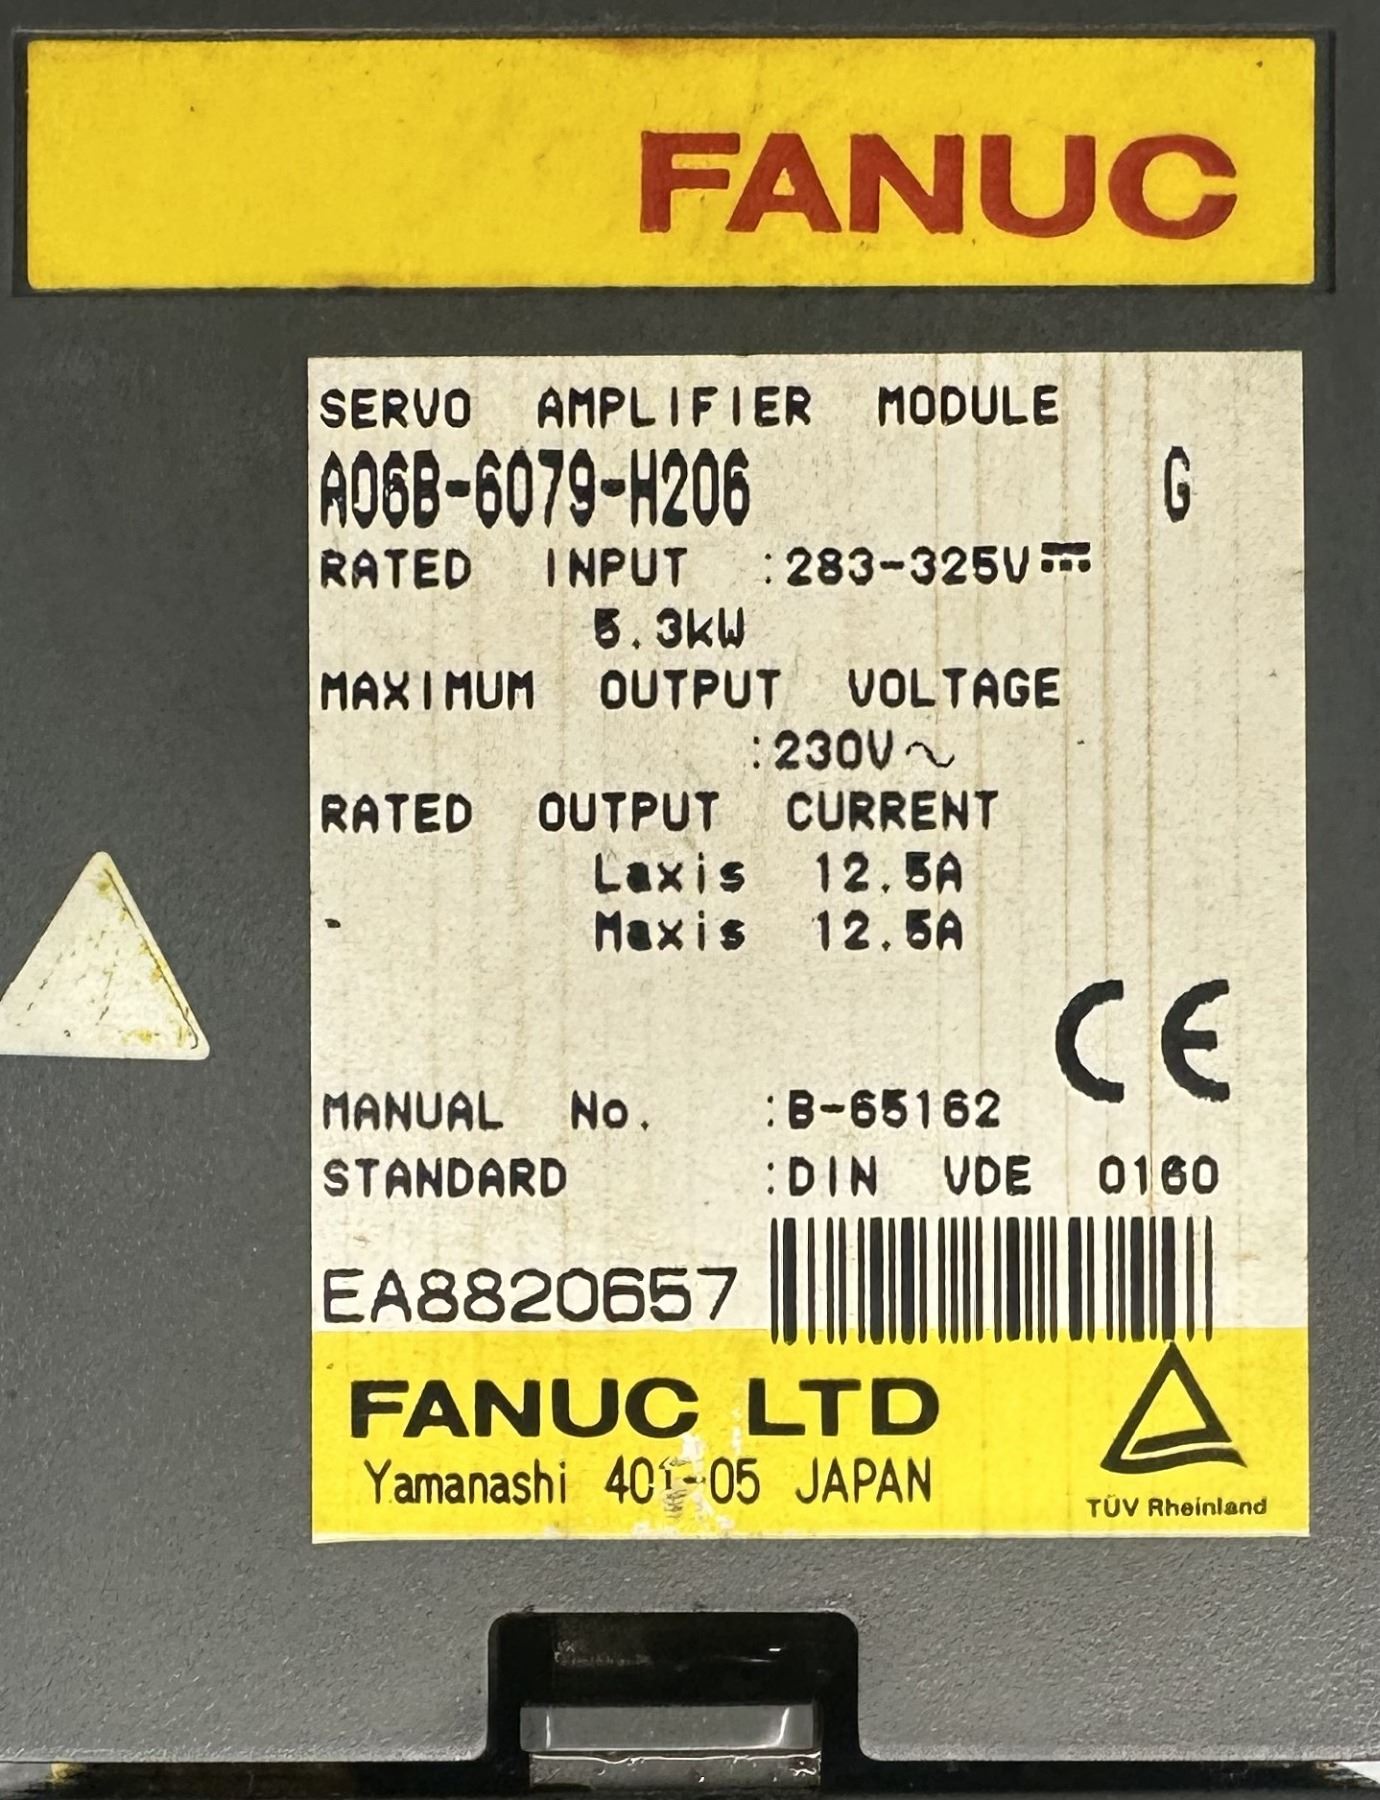 FANUC
SERVO AMPLIFIER MODULE
A06B-6079-H206 G
RATED INPUT :283-325V⎓
5.3kW
MAXIMUM OUTPUT VOLTAGE
:230V~
RATED OUTPUT CURRENT
Laxis 12.5A
Maxis 12.5A
CE
MANUAL No. :B-65162
STANDARD :DIN VDE 0160
EA8820657
FANUC LTD
Yamanashi 401-05 JAPAN
TÜV Rheinland